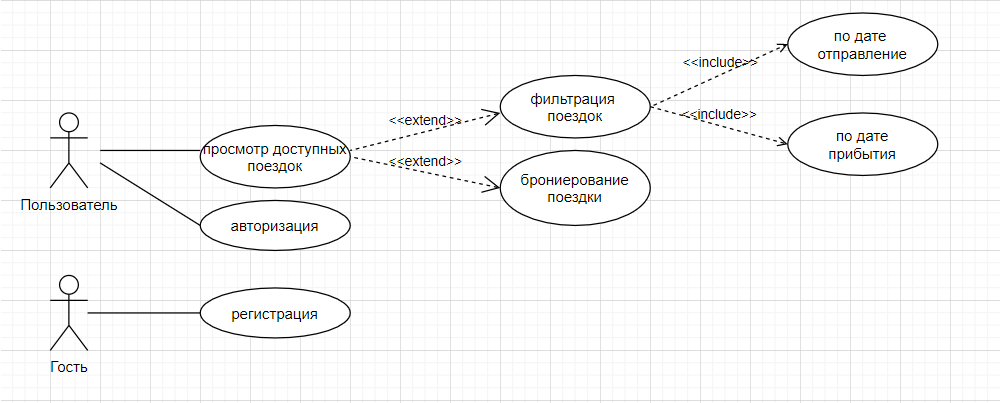 по дате
отправление
<<include>>
фильтрация
поездок
<<extend>>
<<include>>
по дате
прибытия
просмотр доступных
поездок
<<extend>>
брониерование
поездки
Пользователь
авторизация
регистрация
Гость